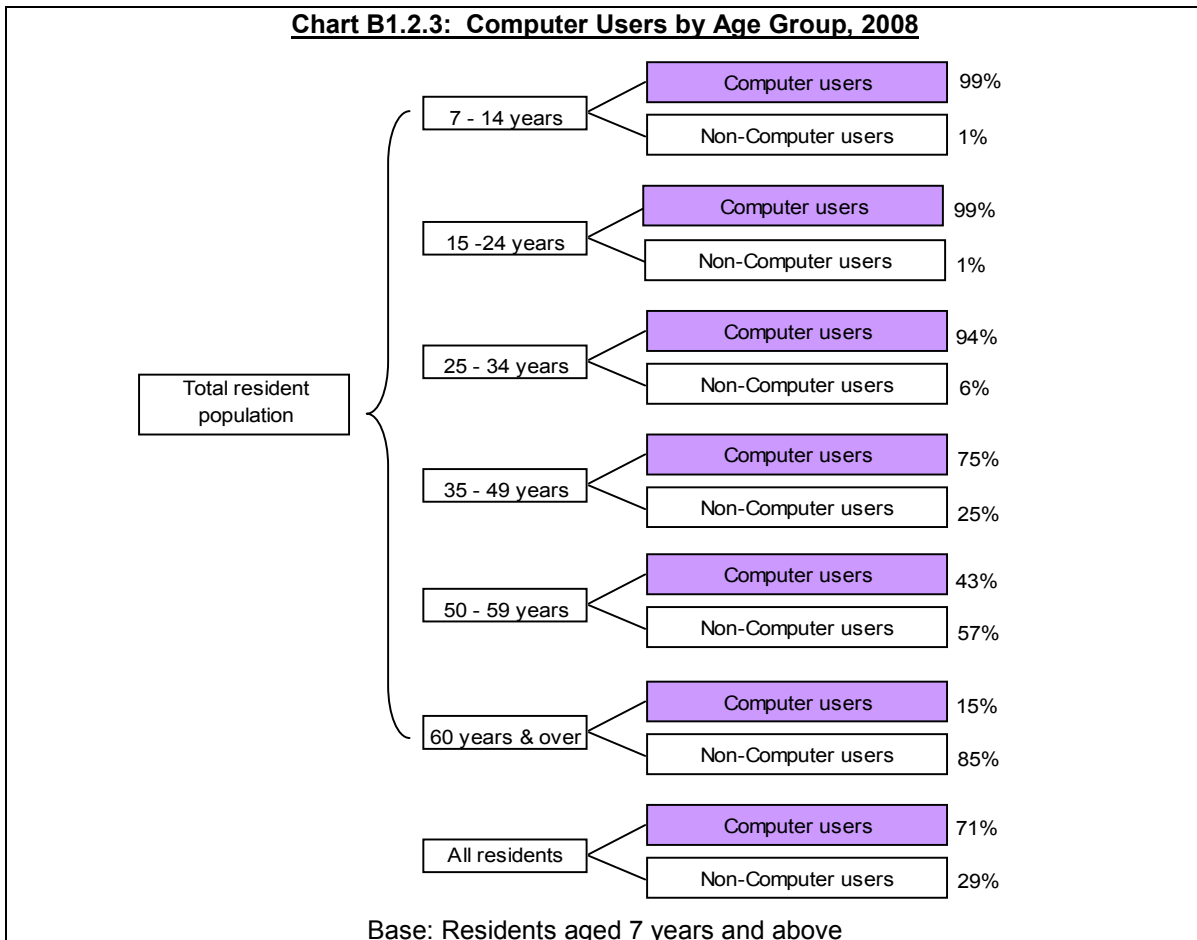 Chart B1.2.3: Computer Users by Age Group, 2008
Computer users 99%
7 - 14 years
Non-Computer users 1%
Computer users 99%
15 -24 years
Non-Computer users 1%
Computer users 94%
25 - 34 years
Non-Computer users 6%
Total resident
population
Computer users 75%
35 - 49 years
Non-Computer users 25%
Computer users 43%
50 - 59 years
Non-Computer users 57%
Computer users 15%
60 years & over
Non-Computer users 85%
Computer users 71%
All residents
Non-Computer users 29%
Base: Residents aged 7 years and above